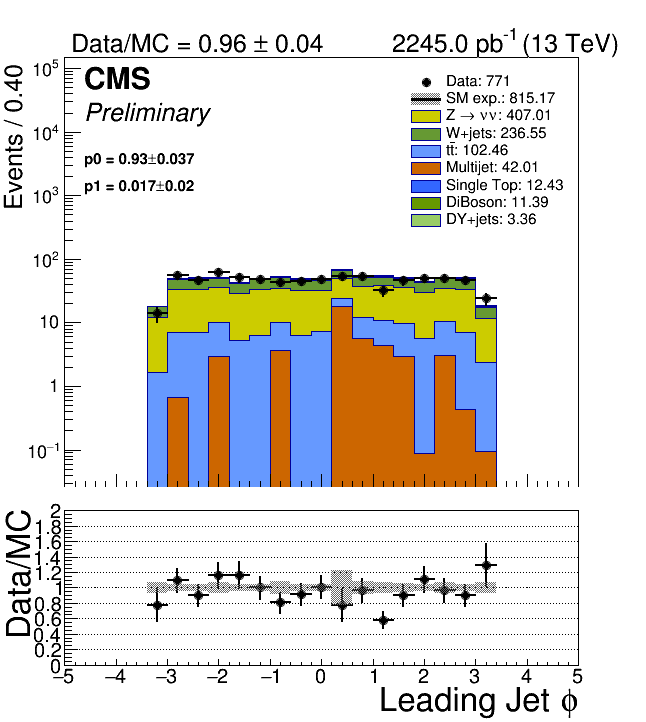 Data/MC = 0.96 ± 0.04 2245.0 pb⁻¹ (13 TeV)
CMS
Preliminary
p0 = 0.93±0.037
p1 = 0.017±0.02
Data: 771
SM exp.: 815.17
Z → νν: 407.01
W+jets: 236.55
tt̄: 102.46
Multijet: 42.01
Single Top: 12.43
DiBoson: 11.39
DY+jets: 3.36
Events / 0.40
10⁵
10⁴
10³
10²
10
1
10⁻¹
Data/MC
2
1.8
1.6
1.4
1.2
1
0.8
0.6
0.4
0.2
0
−5 −4 −3 −2 −1 0 1 2 3 4 5
Leading Jet ϕ